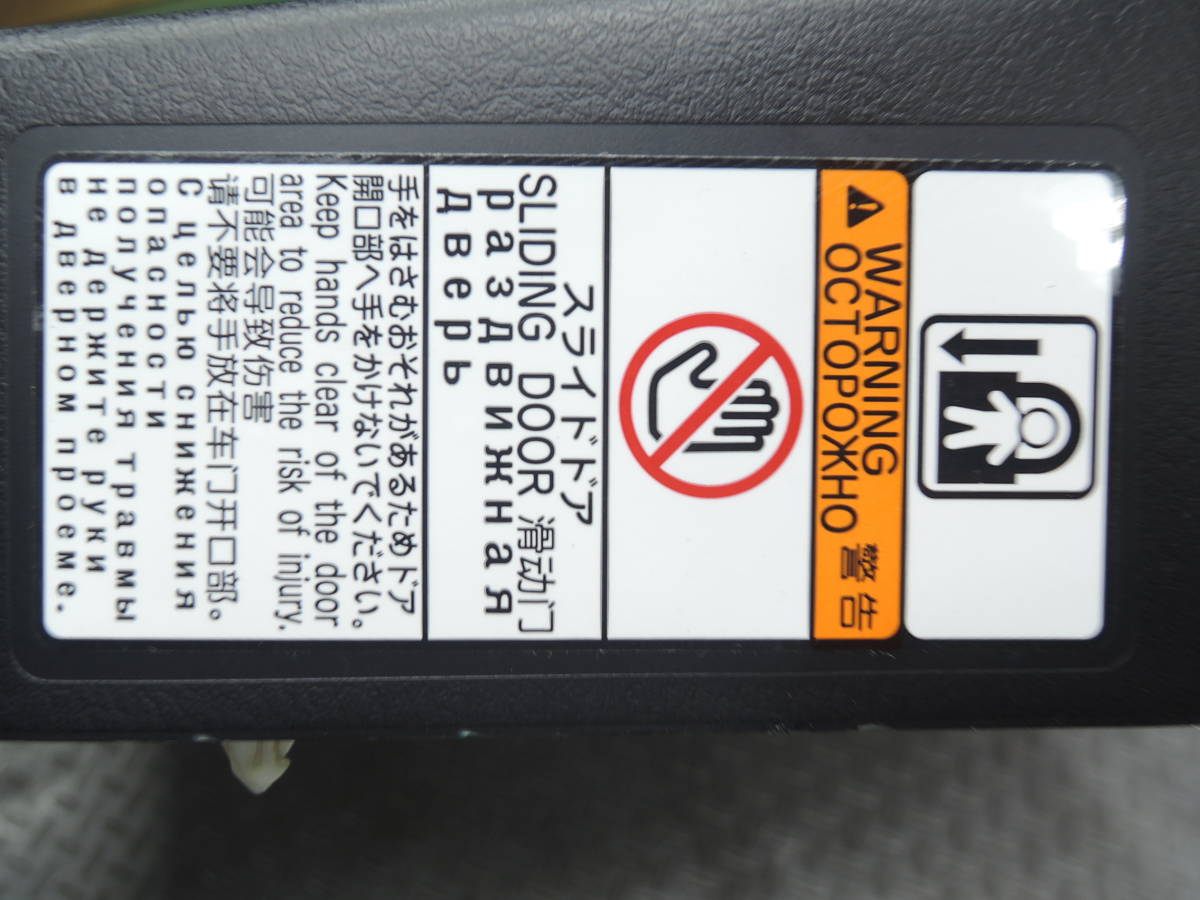 WARNING
ОСТОРОЖНО 警告
スライドドア
SLIDING DOOR 滑动门
раздвижная
дверь
手をはさむおそれがあるためドア
開口部へ手をかけないでください。
Keep hands clear of the door
area to reduce the risk of injury.
可能会导致伤害
请不要将手放在车门开口部。
С целью снижения
опасности
получения травмы
не держите руки
в дверном проеме.